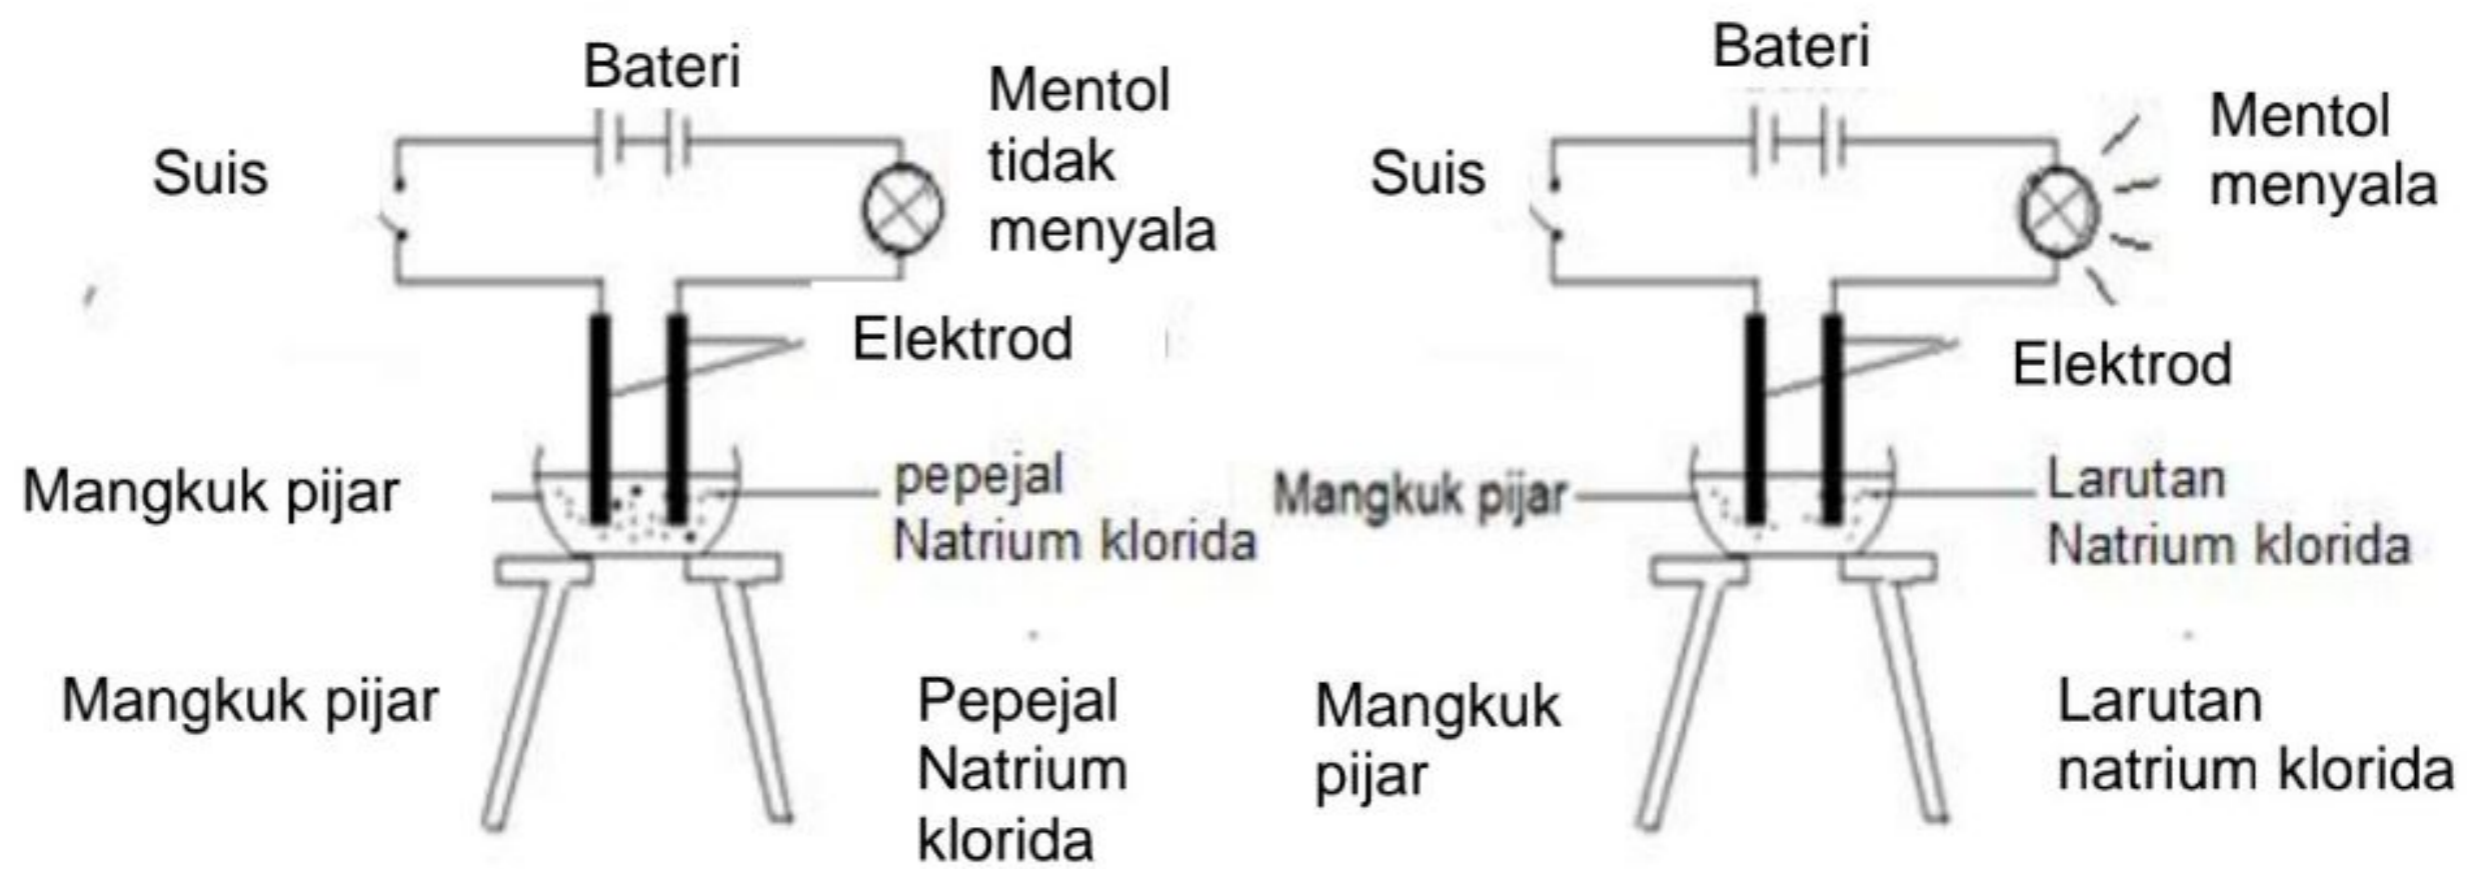 Bateri
Suis
Mentol
tidak
menyala
Elektrod
Mangkuk pijar
pepejal
Natrium klorida
Mangkuk pijar
Pepejal
Natrium
klorida
Bateri
Suis
Mentol
menyala
Elektrod
Mangkuk pijar
Larutan
Natrium klorida
Mangkuk
pijar
Larutan
natrium klorida